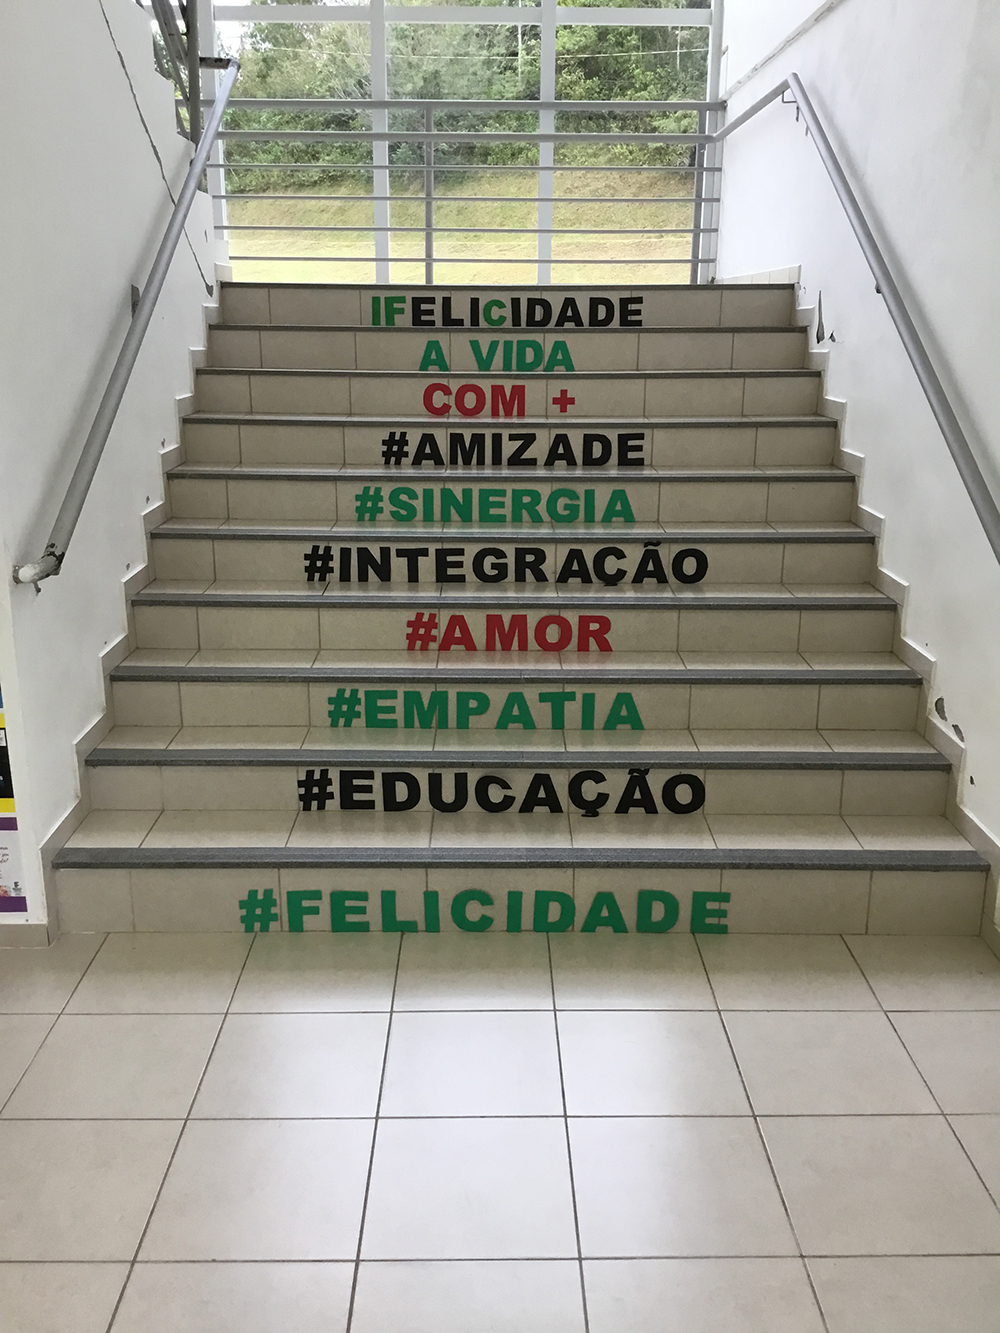 IFELICIDADE
A VIDA
COM +
#AMIZADE
#SINERGIA
#INTEGRAÇÃO
#AMOR
#EMPATIA
#EDUCAÇÃO
#FELICIDADE